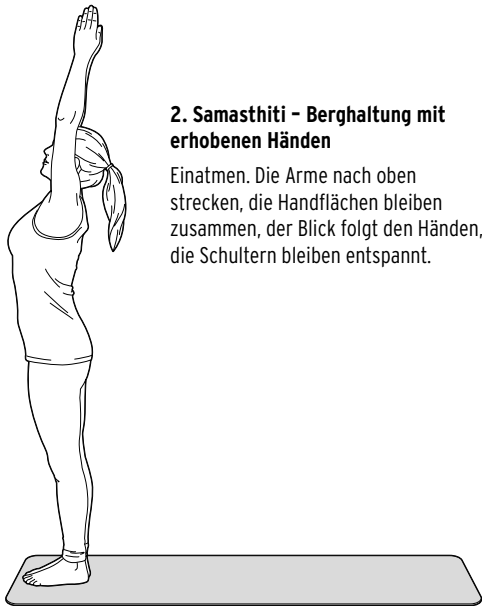 2. Samasthiti – Berghaltung mit
erhobenen Händen
Einatmen. Die Arme nach oben
strecken, die Handflächen bleiben
zusammen, der Blick folgt den Händen,
die Schultern bleiben entspannt.